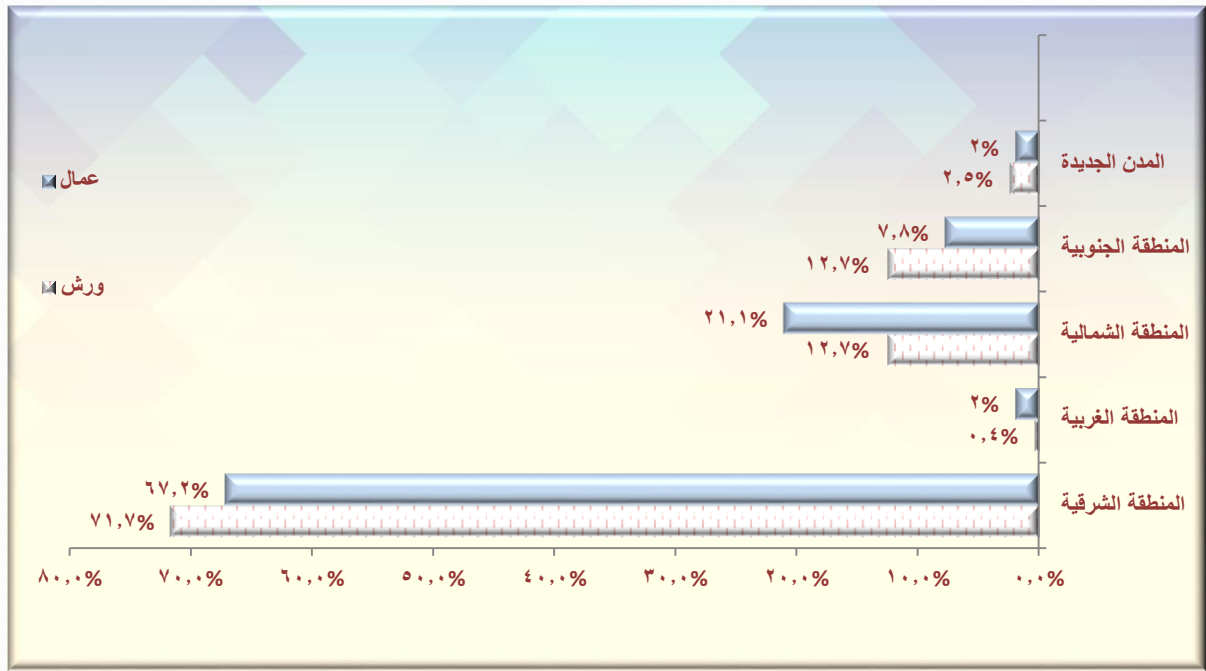 المدن الجديدة
٢%
٢,٥%
عمال
المنطقة الجنوبية
٧,٨%
١٢,٧%
ورش
المنطقة الشمالية
٢١,١%
١٢,٧%
المنطقة الغربية
٢%
٠,٤%
المنطقة الشرقية
٦٧,٢%
٧١,٧%
٠,٠% ١٠,٠% ٢٠,٠% ٣٠,٠% ٤٠,٠% ٥٠,٠% ٦٠,٠% ٧٠,٠% ٨٠,٠%